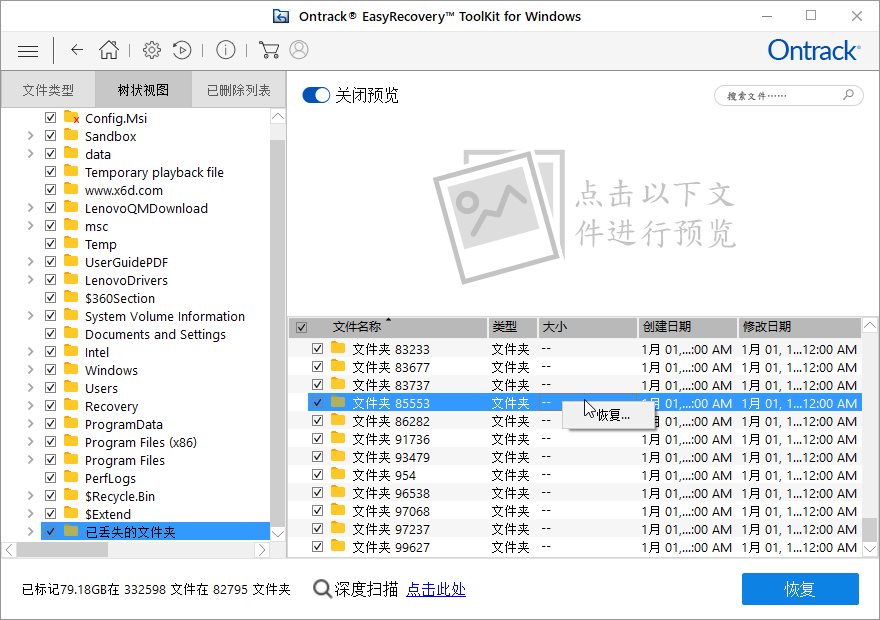 Ontrack® EasyRecovery™ ToolKit for Windows
Ontrack®
文件类型 树状视图 已删除列表
关闭预览
搜索文件……
Config.Msi
Sandbox
data
Temporary playback file
www.x6d.com
LenovoQMDownload
msc
Temp
UserGuidePDF
LenovoDrivers
$360Section
System Volume Information
Documents and Settings
Intel
Windows
Users
Recovery
ProgramData
Program Files (x86)
Program Files
PerfLogs
$Recycle.Bin
$Extend
已丢失的文件夹
点击以下文
件进行预览
文件名称 类型 大小 创建日期 修改日期
文件夹 83233 文件夹 -- 1月 01,...:00 AM 1月 01, 1...12:00 AM
文件夹 83677 文件夹 -- 1月 01,...:00 AM 1月 01, 1...12:00 AM
文件夹 83737 文件夹 -- 1月 01,...:00 AM 1月 01, 1...12:00 AM
文件夹 85553 文件夹 -- 1月 01,...:00 AM 1月 01, 1...12:00 AM
恢复...
文件夹 86282 文件夹 -- 1月 01,...:00 AM 1月 01, 1...12:00 AM
文件夹 91736 文件夹 -- 1月 01,...:00 AM 1月 01, 1...12:00 AM
文件夹 93479 文件夹 -- 1月 01,...:00 AM 1月 01, 1...12:00 AM
文件夹 954 文件夹 -- 1月 01,...:00 AM 1月 01, 1...12:00 AM
文件夹 96538 文件夹 -- 1月 01,...:00 AM 1月 01, 1...12:00 AM
文件夹 97068 文件夹 -- 1月 01,...:00 AM 1月 01, 1...12:00 AM
文件夹 97237 文件夹 -- 1月 01,...:00 AM 1月 01, 1...12:00 AM
文件夹 99627 文件夹 -- 1月 01,...:00 AM 1月 01, 1...12:00 AM
已标记79.18GB在 332598 文件在 82795 文件夹 深度扫描 点击此处 恢复